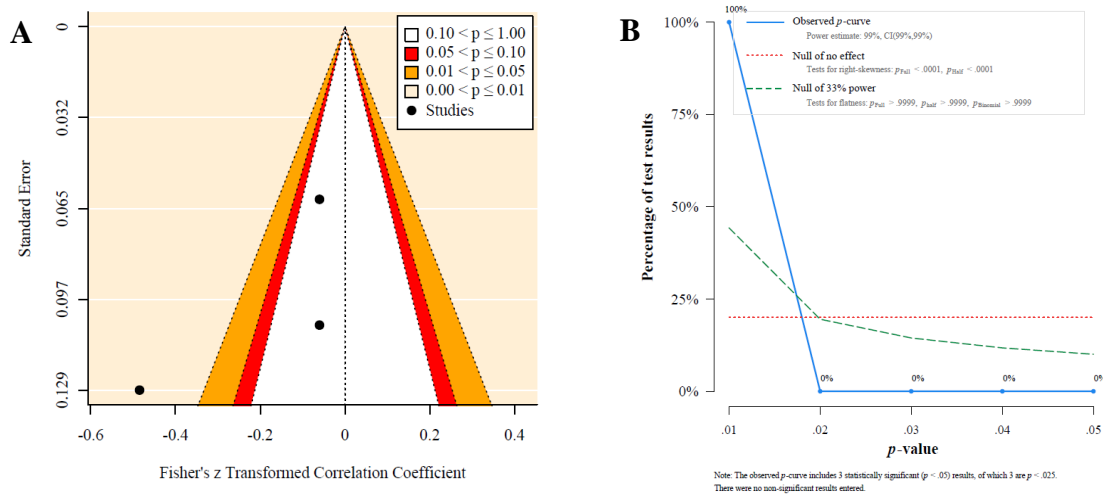 A
0.10 < p ≤ 1.00
0.05 < p ≤ 0.10
0.01 < p ≤ 0.05
0.00 < p ≤ 0.01
Studies
Standard Error
0
0.032
0.065
0.097
0.129
-0.6
-0.4
-0.2
0
0.2
0.4
Fisher's z Transformed Correlation Coefficient
B
100%
Observed p-curve
Power estimate: 99%, CI(99%,99%)
Null of no effect
Tests for right-skewness: pFull < .0001, pHalf < .0001
Null of 33% power
Tests for flatness: pFull > .9999, phalf > .9999, pBinomial > .9999
Percentage of test results
100%
75%
50%
25%
0%
0%
0%
0%
0%
.01
.02
.03
.04
.05
p-value
Note: The observed p-curve includes 3 statistically significant (p < .05) results, of which 3 are p < .025.
There were no non-significant results entered.